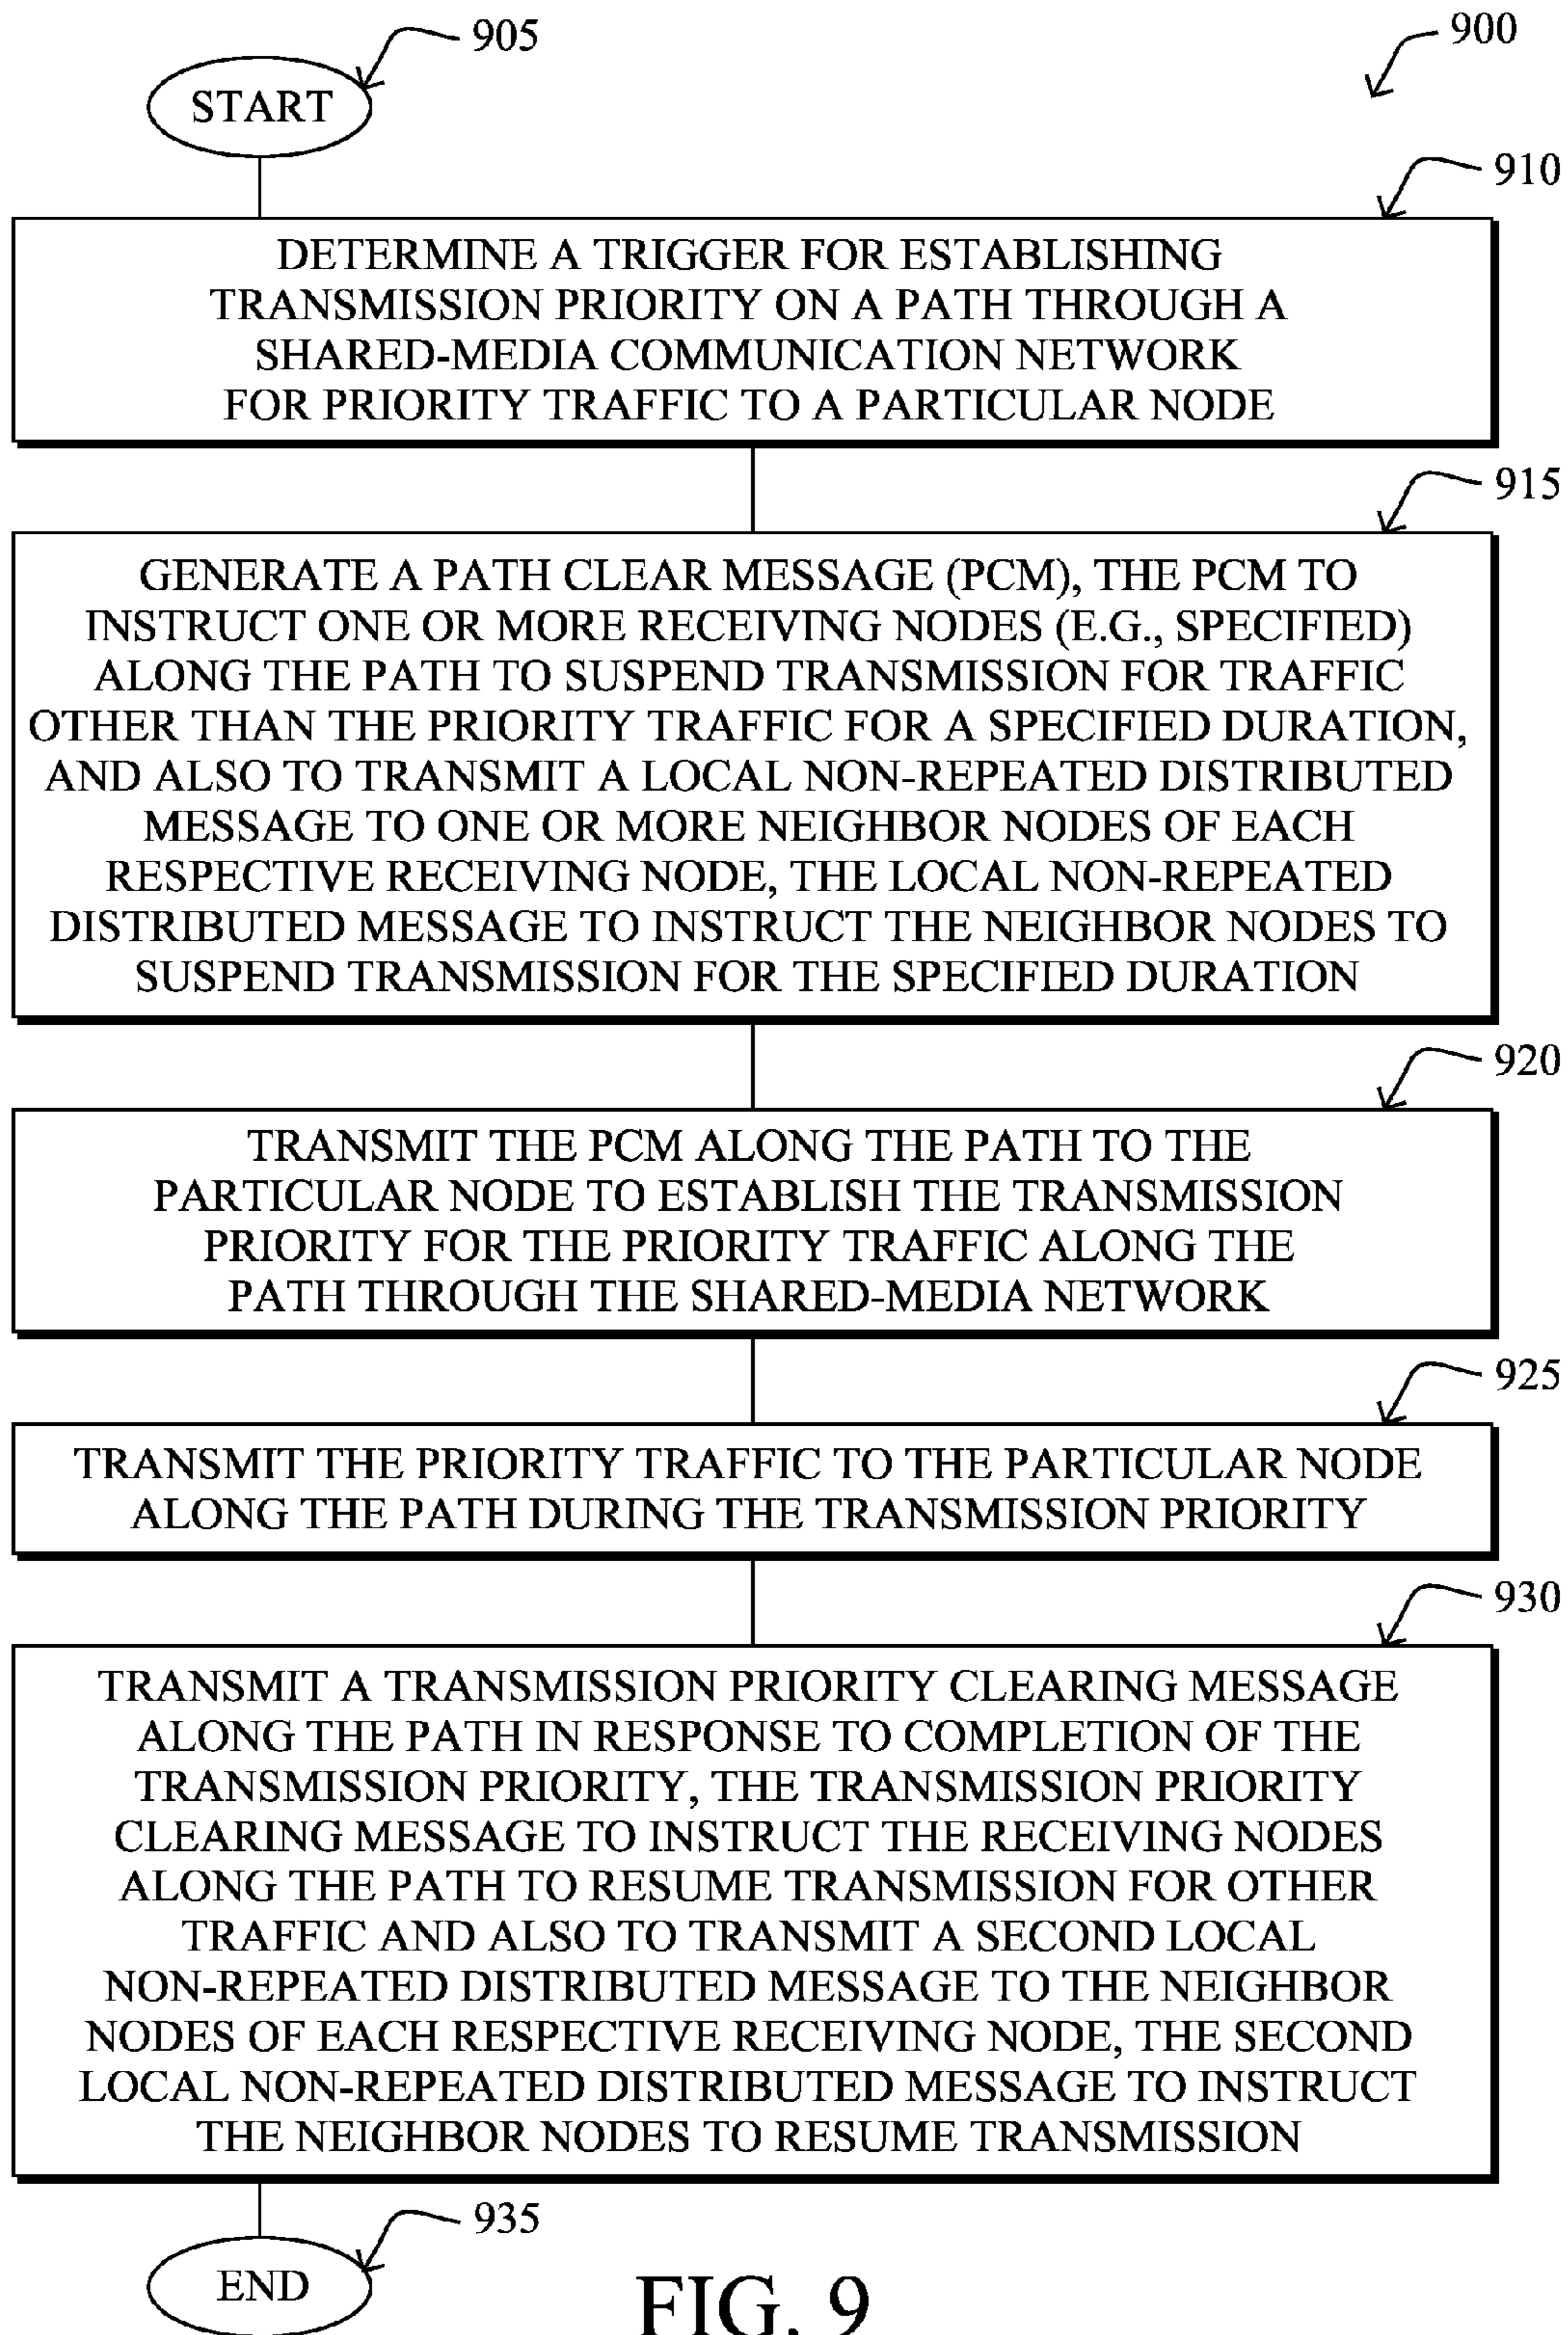 905
900
START
910
DETERMINE A TRIGGER FOR ESTABLISHING
TRANSMISSION PRIORITY ON A PATH THROUGH A
SHARED-MEDIA COMMUNICATION NETWORK
FOR PRIORITY TRAFFIC TO A PARTICULAR NODE
915
GENERATE A PATH CLEAR MESSAGE (PCM), THE PCM TO
INSTRUCT ONE OR MORE RECEIVING NODES (E.G., SPECIFIED)
ALONG THE PATH TO SUSPEND TRANSMISSION FOR TRAFFIC
OTHER THAN THE PRIORITY TRAFFIC FOR A SPECIFIED DURATION,
AND ALSO TO TRANSMIT A LOCAL NON-REPEATED DISTRIBUTED
MESSAGE TO ONE OR MORE NEIGHBOR NODES OF EACH
RESPECTIVE RECEIVING NODE, THE LOCAL NON-REPEATED
DISTRIBUTED MESSAGE TO INSTRUCT THE NEIGHBOR NODES TO
SUSPEND TRANSMISSION FOR THE SPECIFIED DURATION
920
TRANSMIT THE PCM ALONG THE PATH TO THE
PARTICULAR NODE TO ESTABLISH THE TRANSMISSION
PRIORITY FOR THE PRIORITY TRAFFIC ALONG THE
PATH THROUGH THE SHARED-MEDIA NETWORK
925
TRANSMIT THE PRIORITY TRAFFIC TO THE PARTICULAR NODE
ALONG THE PATH DURING THE TRANSMISSION PRIORITY
930
TRANSMIT A TRANSMISSION PRIORITY CLEARING MESSAGE
ALONG THE PATH IN RESPONSE TO COMPLETION OF THE
TRANSMISSION PRIORITY, THE TRANSMISSION PRIORITY
CLEARING MESSAGE TO INSTRUCT THE RECEIVING NODES
ALONG THE PATH TO RESUME TRANSMISSION FOR OTHER
TRAFFIC AND ALSO TO TRANSMIT A SECOND LOCAL
NON-REPEATED DISTRIBUTED MESSAGE TO THE NEIGHBOR
NODES OF EACH RESPECTIVE RECEIVING NODE, THE SECOND
LOCAL NON-REPEATED DISTRIBUTED MESSAGE TO INSTRUCT
THE NEIGHBOR NODES TO RESUME TRANSMISSION
935
END
FIG. 9